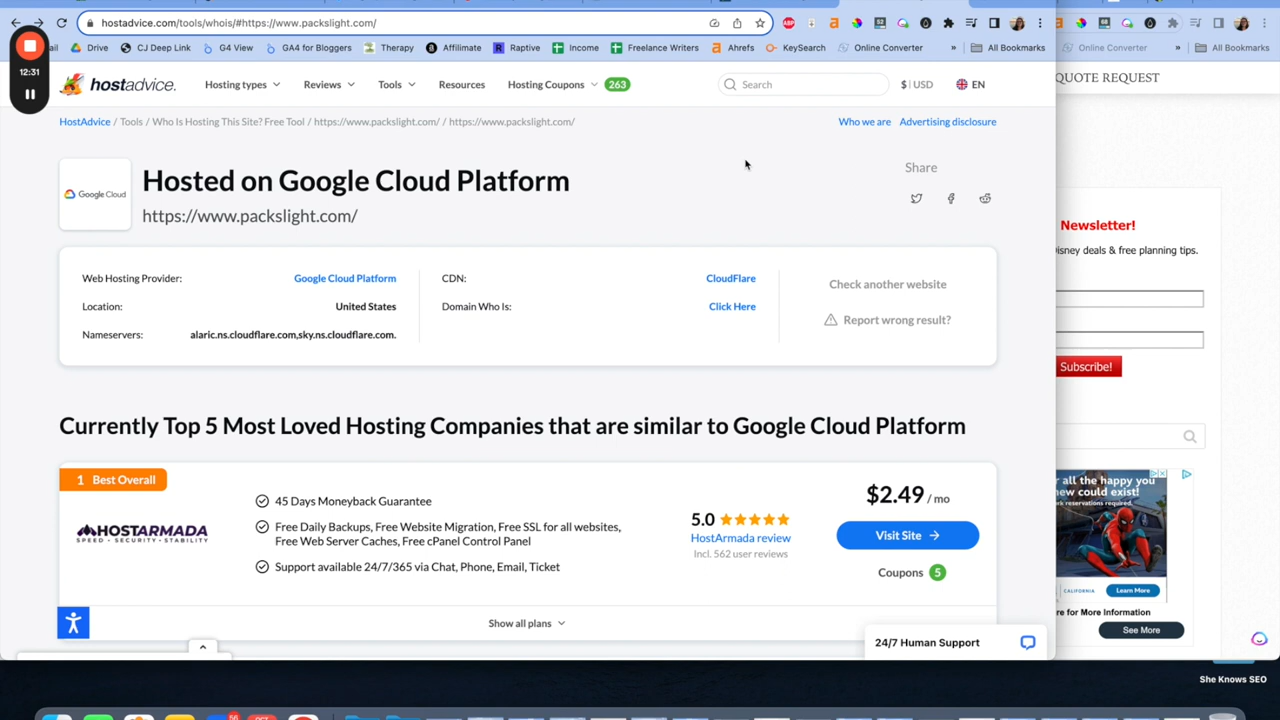 hostadvice.com/tools/whois/#https://www.packslight.com/
ail
Drive
CJ Deep Link
G4 View
GA4 for Bloggers
Therapy
Affilimate
Raptive
Income
Freelance Writers
Ahrefs
KeySearch
Online Converter
»
All Bookmarks
Online Converter
»
All Bookmarks
12:31
hostadvice.
Hosting types
Reviews
Tools
Resources
Hosting Coupons
263
Search
$ | USD
EN
QUOTE REQUEST
HostAdvice / Tools / Who Is Hosting This Site? Free Tool / https://www.packslight.com/ / https://www.packslight.com/
Who we are
Advertising disclosure
Google Cloud
Hosted on Google Cloud Platform
https://www.packslight.com/
Share
Web Hosting Provider: Google Cloud Platform
Location: United States
Nameservers: alaric.ns.cloudflare.com,sky.ns.cloudflare.com.
CDN: CloudFlare
Domain Who Is: Click Here
Check another website
Report wrong result?
Newsletter!
isney deals & free planning tips.
Subscribe!
Currently Top 5 Most Loved Hosting Companies that are similar to Google Cloud Platform
1 Best Overall
HOSTARMADA
SPEED • SECURITY • STABILITY
45 Days Moneyback Guarantee
Free Daily Backups, Free Website Migration, Free SSL for all websites,
Free Web Server Caches, Free cPanel Control Panel
Support available 24/7/365 via Chat, Phone, Email, Ticket
5.0
HostArmada review
Incl. 562 user reviews
$2.49 / mo
Visit Site
Coupons 5
Show all plans
24/7 Human Support
r all the happy you
ew could exist!
rk reservations required.
CALIFORNIA
Learn More
re for More Information
See More
She Knows SEO
56
OCT